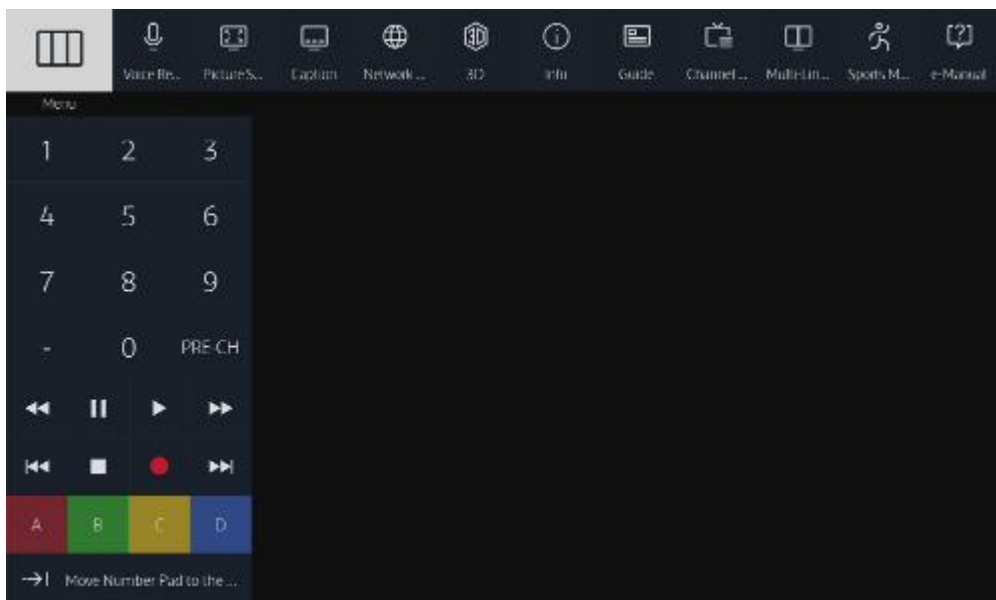 Voice Re... Picture S... Caption Network ... 3D Info Guide Channel ... Multi-Lin... Sports M... e-Manual
Menu
1 2 3
4 5 6
7 8 9
- 0 PRE-CH
A B C D
Move Number Pad to the ...